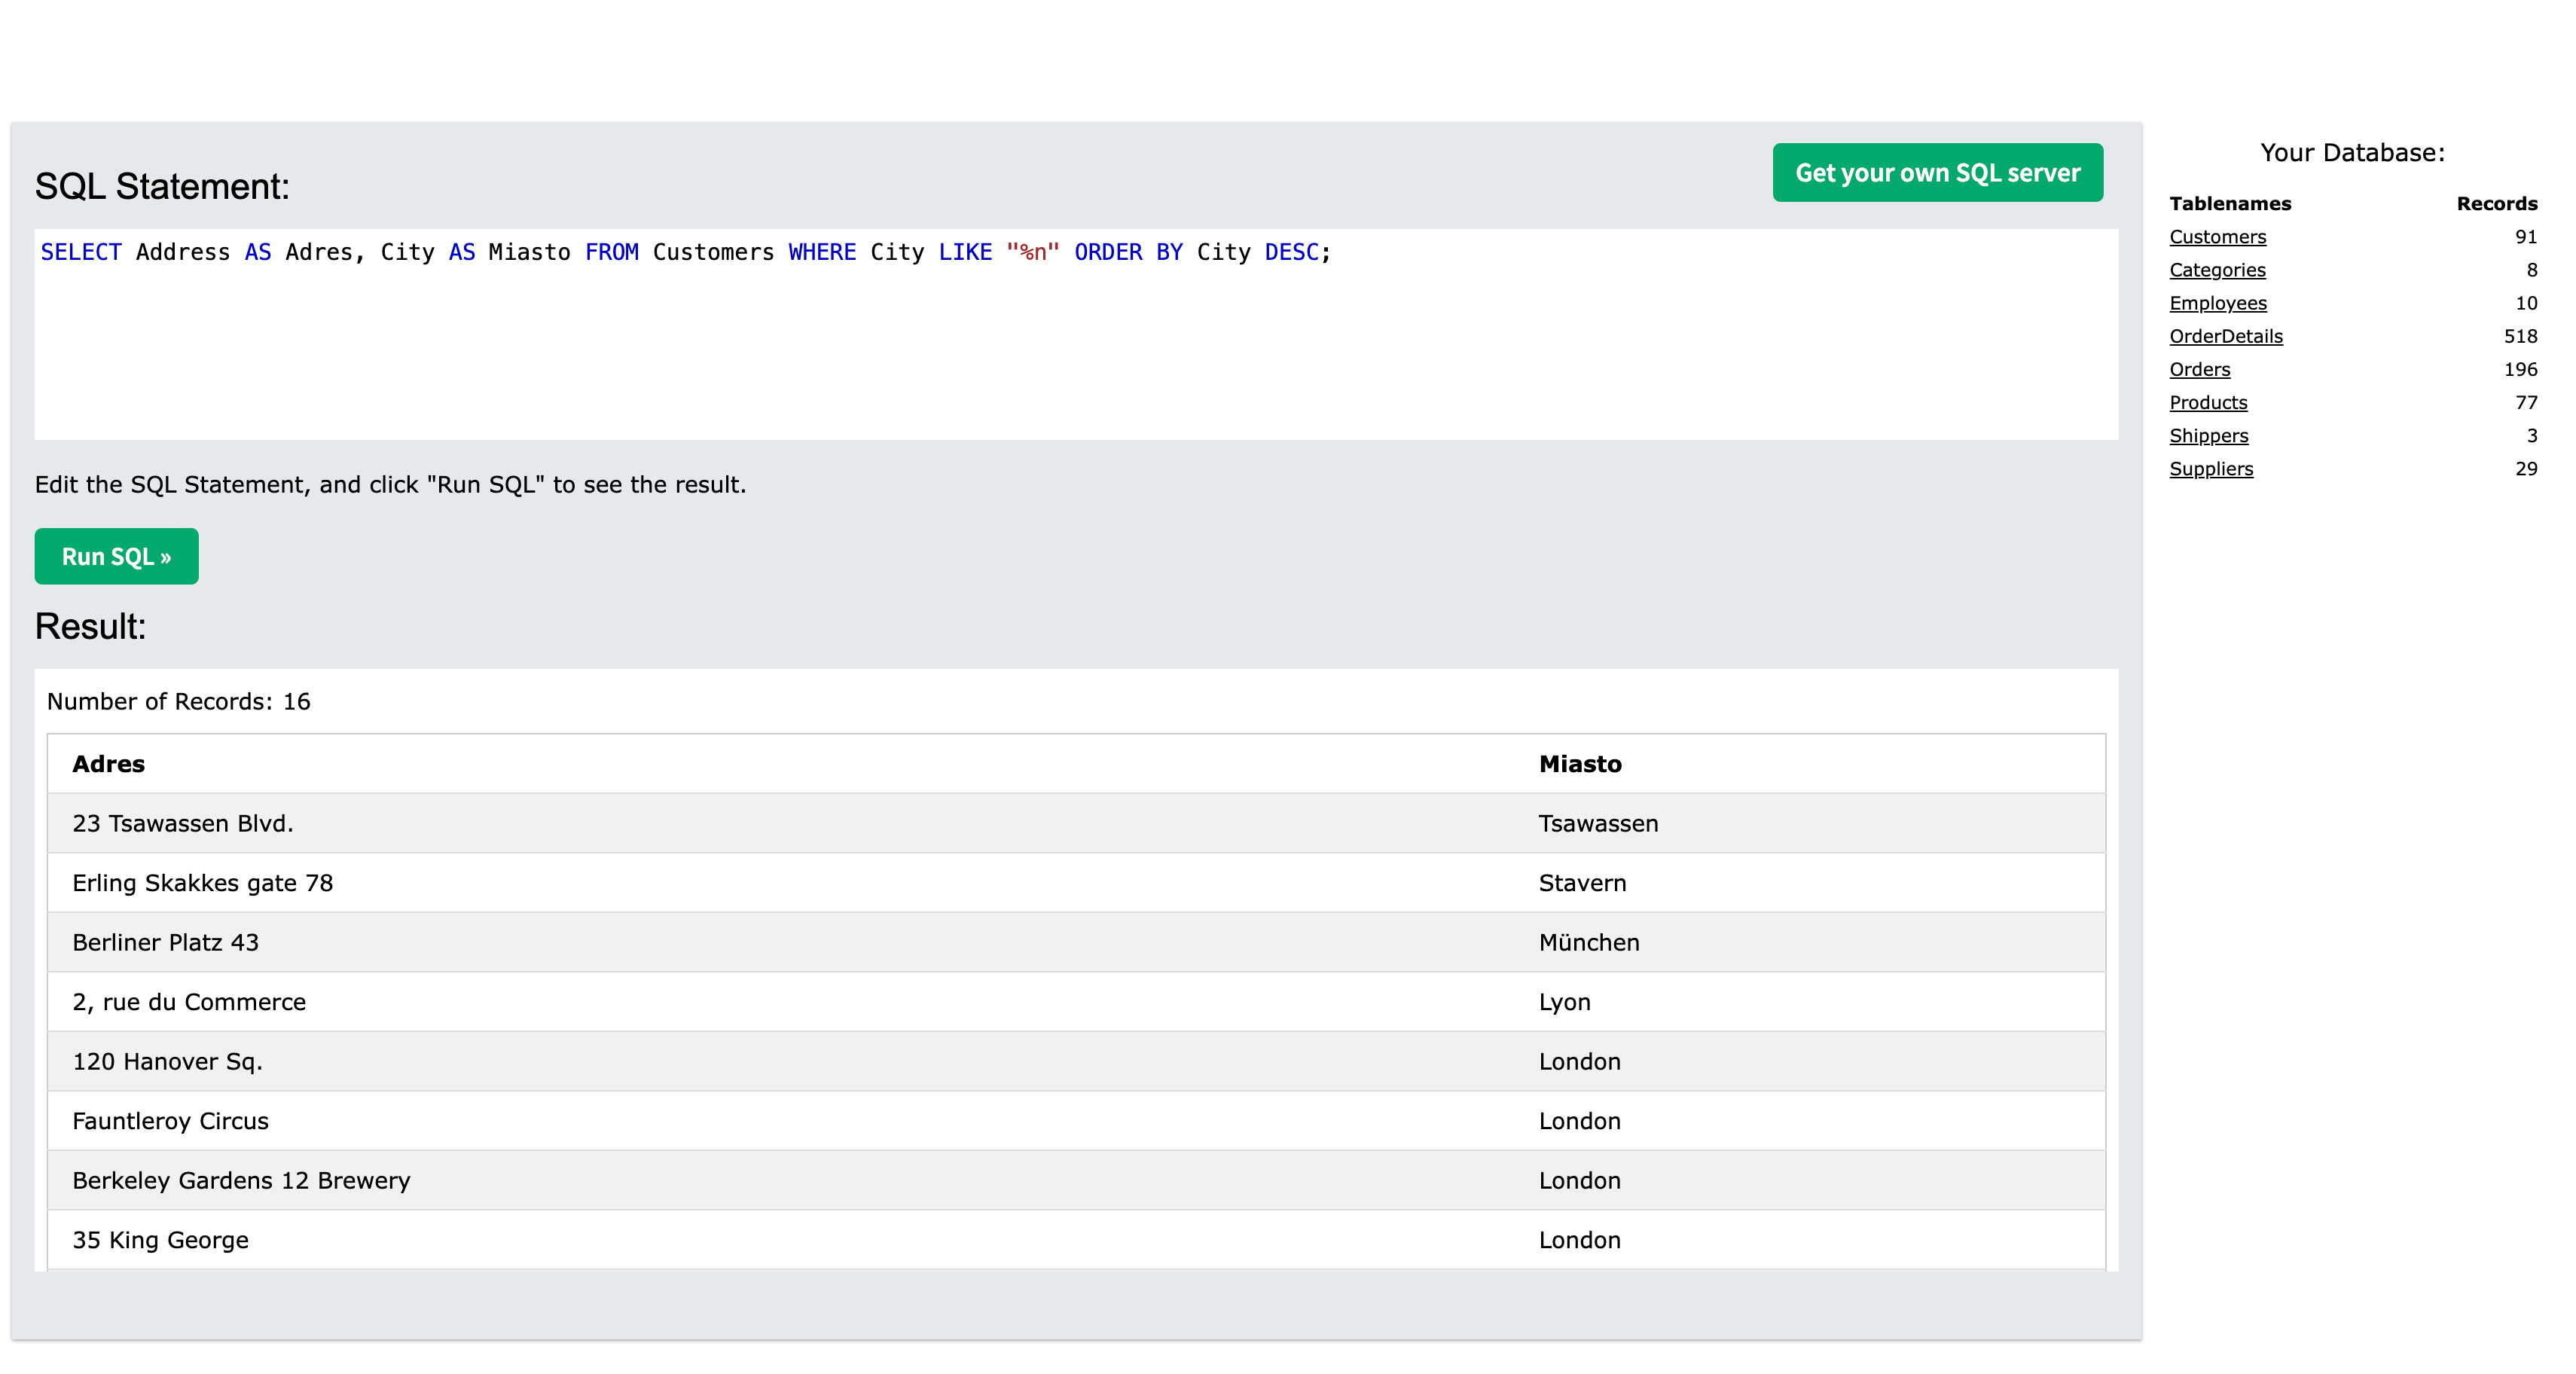 SQL Statement:
Get your own SQL server
SELECT Address AS Adres, City AS Miasto FROM Customers WHERE City LIKE "%n" ORDER BY City DESC;
Edit the SQL Statement, and click "Run SQL" to see the result.
Run SQL »
Result:
Number of Records: 16
Adres Miasto
23 Tsawassen Blvd. Tsawassen
Erling Skakkes gate 78 Stavern
Berliner Platz 43 München
2, rue du Commerce Lyon
120 Hanover Sq. London
Fauntleroy Circus London
Berkeley Gardens 12 Brewery London
35 King George London
Your Database:
Tablenames Records
Customers 91
Categories 8
Employees 10
OrderDetails 518
Orders 196
Products 77
Shippers 3
Suppliers 29